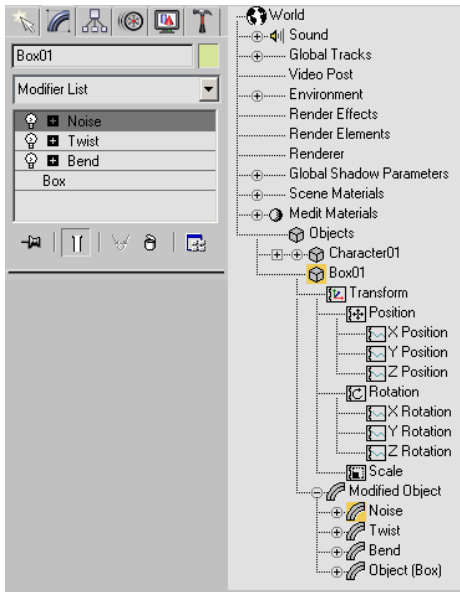 Box01
Modifier List
Noise
Twist
Bend
Box
World
Sound
Global Tracks
Video Post
Environment
Render Effects
Render Elements
Renderer
Global Shadow Parameters
Scene Materials
Medit Materials
Objects
Character01
Box01
Transform
Position
X Position
Y Position
Z Position
Rotation
X Rotation
Y Rotation
Z Rotation
Scale
Modified Object
Noise
Twist
Bend
Object (Box)